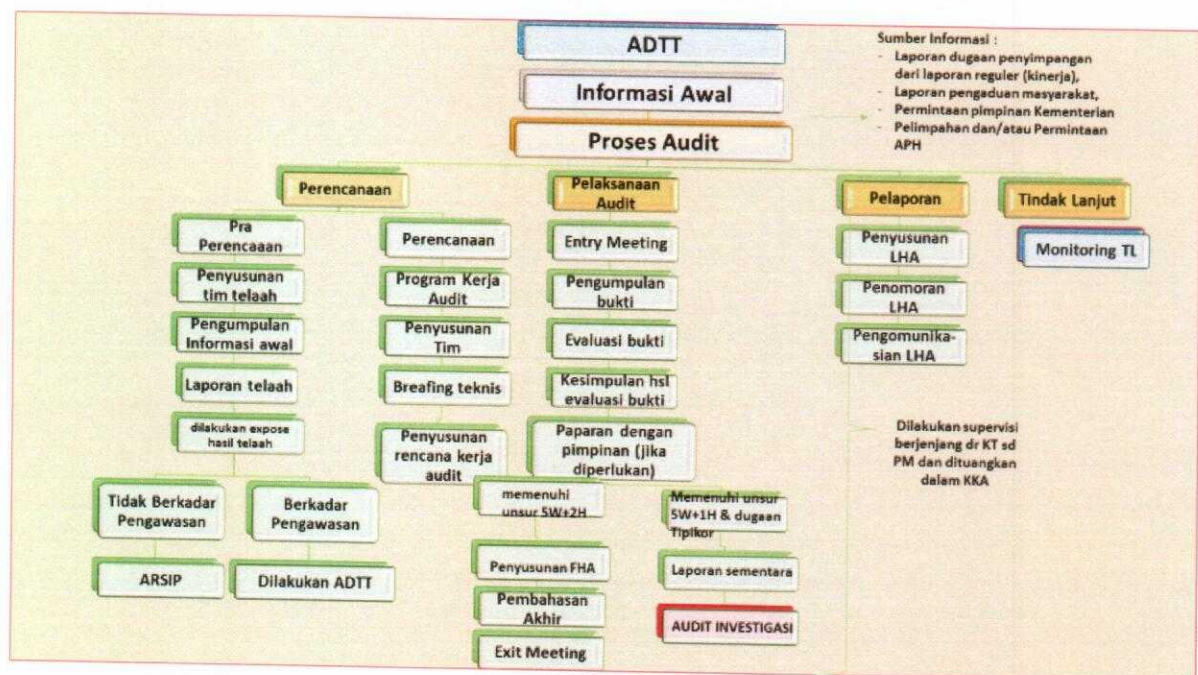 ADTT
Informasi Awal
Proses Audit
Sumber Informasi :
- Laporan dugaan penyimpangan
dari laporan reguler (kinerja),
- Laporan pengaduan masyarakat,
- Permintaan pimpinan Kementerian
- Pelimpahan dan/atau Permintaan
APH
Perencanaan
Pra
Perencaaan
Penyusunan
tim telaah
Pengumpulan
Informasi awal
Laporan telaah
dilakukan expose
hasil telaah
Tidak Berkadar
Pengawasan
ARSIP
Berkadar
Pengawasan
Dilakukan ADTT
Perencanaan
Program Kerja
Audit
Penyusunan
Tim
Breafing teknis
Penyusunan
rencana kerja
audit
Pelaksanaan
Audit
Entry Meeting
Pengumpulan
bukti
Evaluasi bukti
Kesimpulan hsl
evaluasi bukti
Paparan dengan
pimpinan (jika
diperlukan)
memenuhi
unsur 5W+2H
Penyusunan FHA
Pembahasan
Akhir
Exit Meeting
Memenuhi unsur
5W+1H & dugaan
Tipikor
Laporan sementara
AUDIT INVESTIGASI
Pelaporan
Penyusunan
LHA
Penomoran
LHA
Pengomunika-
sian LHA
Dilakukan supervisi
berjenjang dr KT sd
PM dan dituangkan
dalam KKA
Tindak Lanjut
Monitoring TL